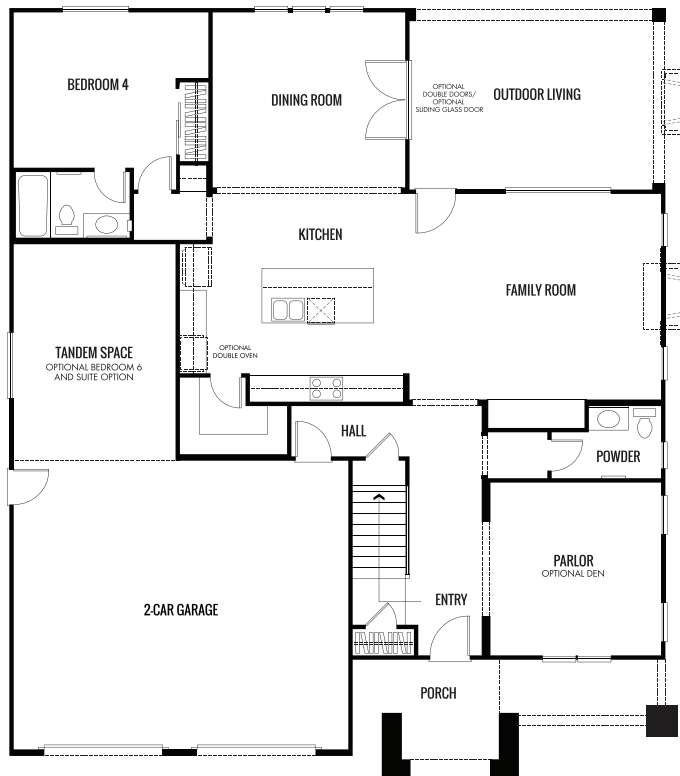 BEDROOM 4
DINING ROOM
OPTIONAL
DOUBLE DOORS/
OPTIONAL
SLIDING GLASS DOOR
OUTDOOR LIVING
KITCHEN
FAMILY ROOM
TANDEM SPACE
OPTIONAL BEDROOM 6
AND SUITE OPTION
OPTIONAL
DOUBLE OVEN
HALL
POWDER
PARLOR
OPTIONAL DEN
2-CAR GARAGE
ENTRY
PORCH